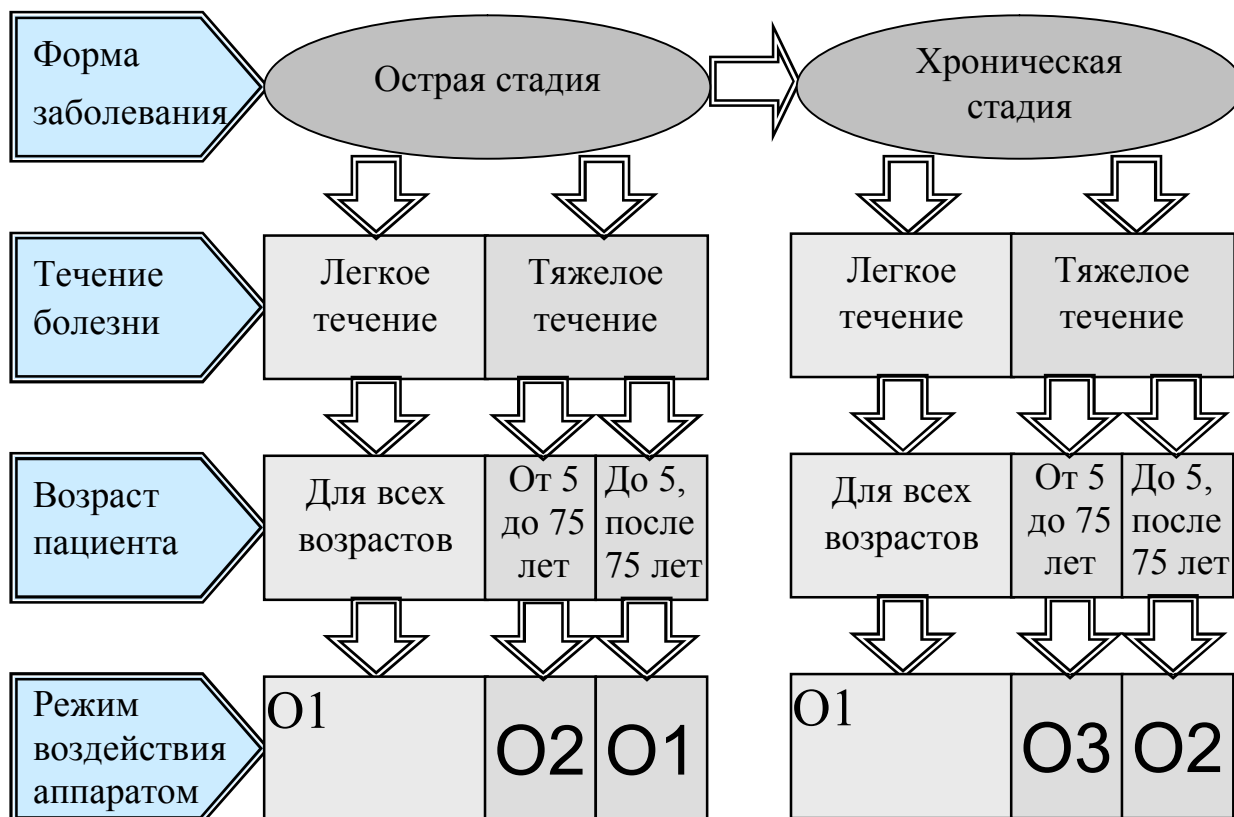 Форма
заболевания
Острая стадия
Хроническая
стадия
Течение
болезни
Легкое
течение
Тяжелое
течение
Легкое
течение
Тяжелое
течение
Возраст
пациента
Для всех
возрастов
От 5
до 75
лет
До 5,
после
75 лет
Для всех
возрастов
От 5
до 75
лет
До 5,
после
75 лет
Режим
воздействия
аппаратом
О1
О2
О1
О1
О3
О2